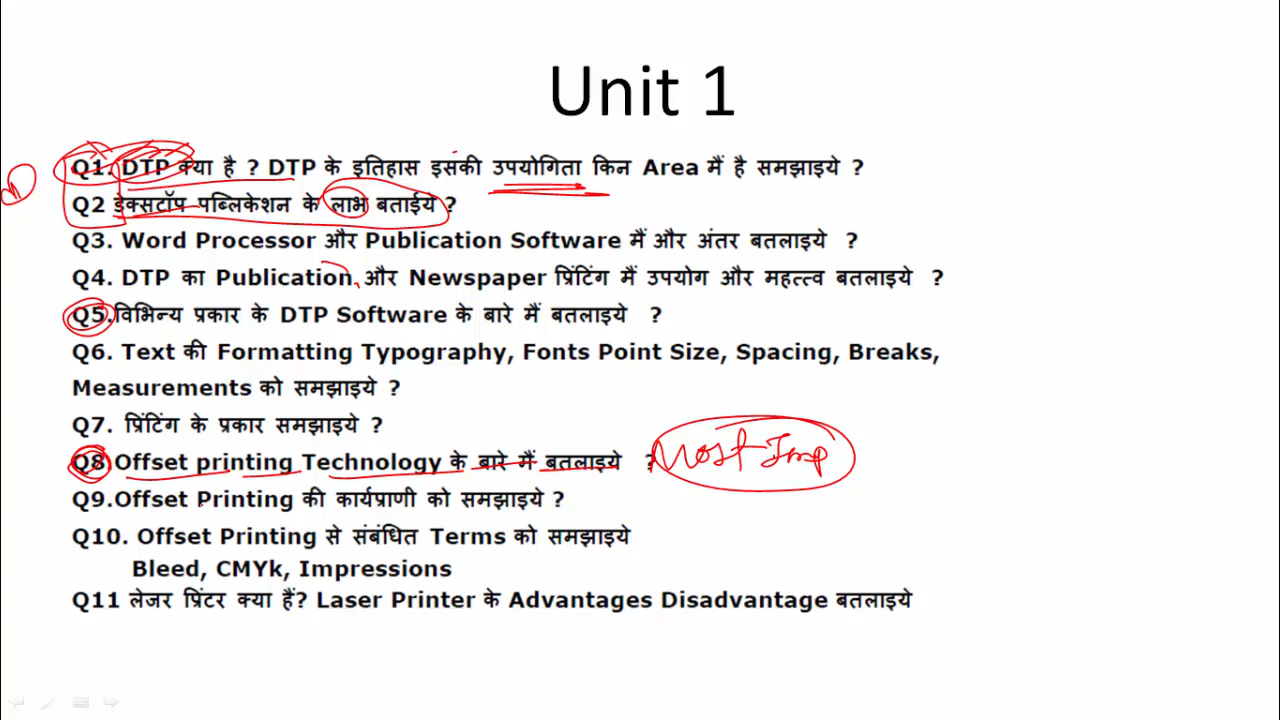 Unit 1
Q1. DTP क्या है ? DTP के इतिहास इसकी उपयोगिता किन Area मैं है समझाइये ?
Q2 डेक्सटॉप पब्लिकेशन के लाभ बताईये ?
Q3. Word Processor और Publication Software मैं और अंतर बतलाइये ?
Q4. DTP का Publication और Newspaper प्रिंटिंग मैं उपयोग और महत्त्व बतलाइये ?
Q5.विभिन्य प्रकार के DTP Software के बारे मैं बतलाइये ?
Q6. Text की Formatting Typography, Fonts Point Size, Spacing, Breaks,
Measurements को समझाइये ?
Q7. प्रिंटिंग के प्रकार समझाइये ?
Q8 Offset printing Technology के बारे मैं बतलाइये ? Most Imp
Q9.Offset Printing की कार्यप्राणी को समझाइये ?
Q10. Offset Printing से संबंधित Terms को समझाइये
Bleed, CMYk, Impressions
Q11 लेजर प्रिंटर क्या हैं? Laser Printer के Advantages Disadvantage बतलाइये